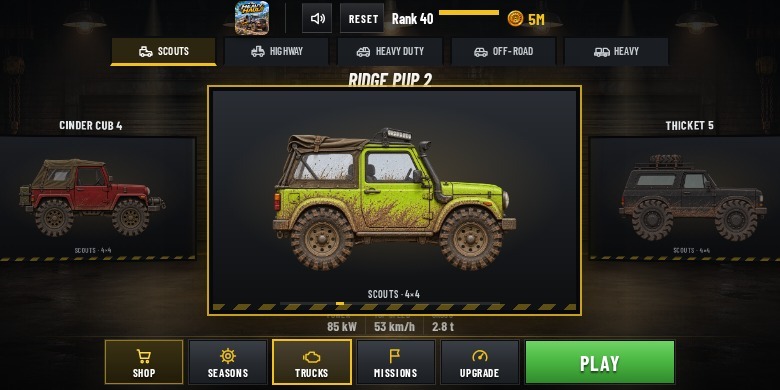 RESET
Rank 40
5M
SCOUTS
HIGHWAY
HEAVY DUTY
OFF-ROAD
HEAVY
RIDGE PUP 2
CINDER CUB 4
THICKET 5
SCOUTS · 4×4
SCOUTS · 4×4
SCOUTS · 4×4
85 kW
53 km/h
2.8 t
SHOP
SEASONS
TRUCKS
MISSIONS
UPGRADE
PLAY